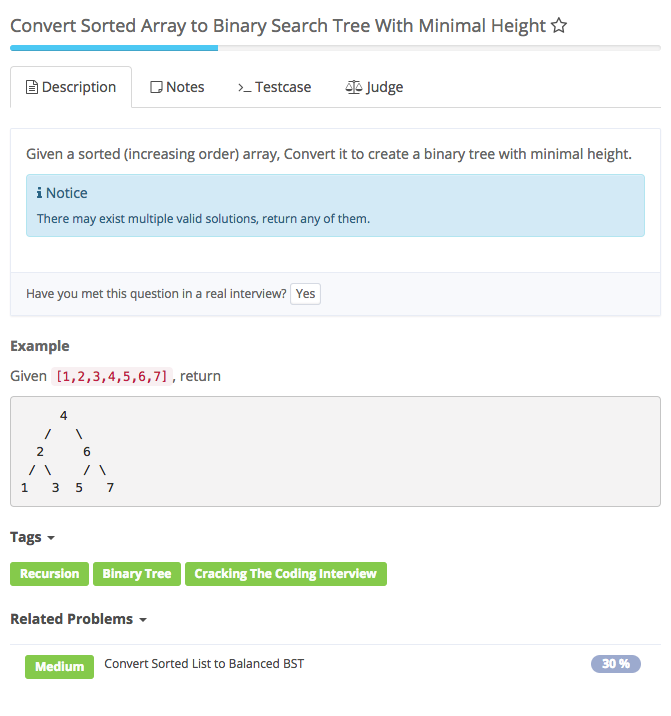 Convert Sorted Array to Binary Search Tree With Minimal Height
Description Notes >_ Testcase Judge
Given a sorted (increasing order) array, Convert it to create a binary tree with minimal height.
i Notice
There may exist multiple valid solutions, return any of them.
Have you met this question in a real interview? Yes
Example
Given [1,2,3,4,5,6,7] , return
4
/ \
2 6
/ \ / \
1 3 5 7
Tags
Recursion Binary Tree Cracking The Coding Interview
Related Problems
Medium Convert Sorted List to Balanced BST 30 %